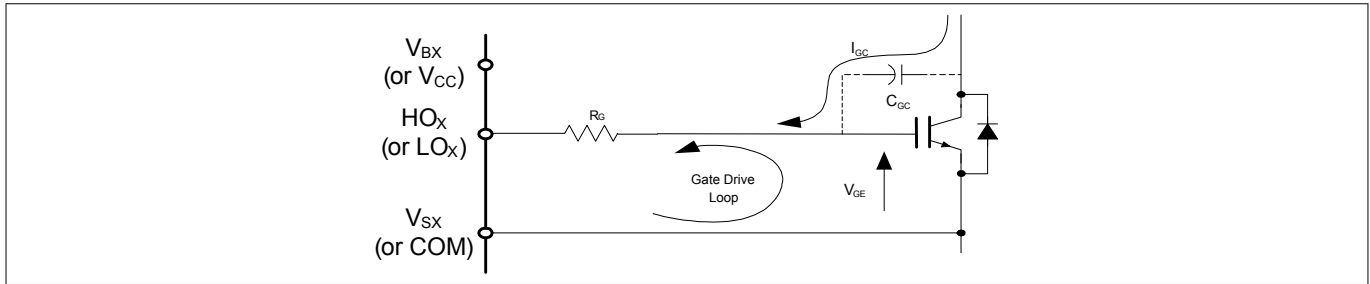 V_BX
(or V_CC)
HO_X
(or LO_X)
V_SX
(or COM)
R_G
I_GC
C_GC
Gate Drive
Loop
V_GE